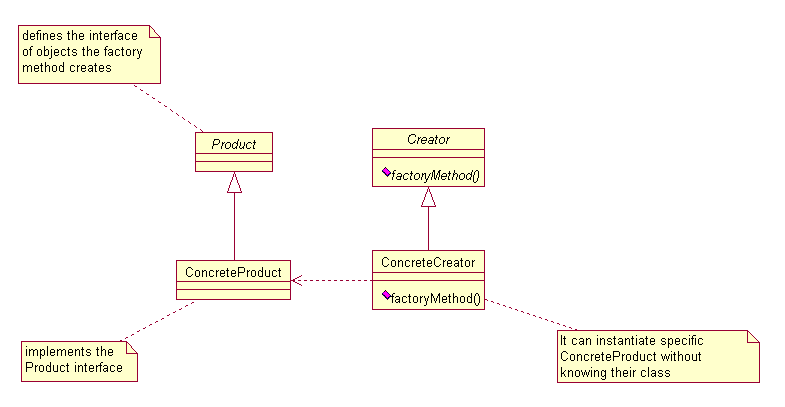 defines the interface
of objects the factory
method creates
Product
Creator
factoryMethod()
ConcreteProduct
ConcreteCreator
factoryMethod()
implements the
Product interface
It can instantiate specific
ConcreteProduct without
knowing their class